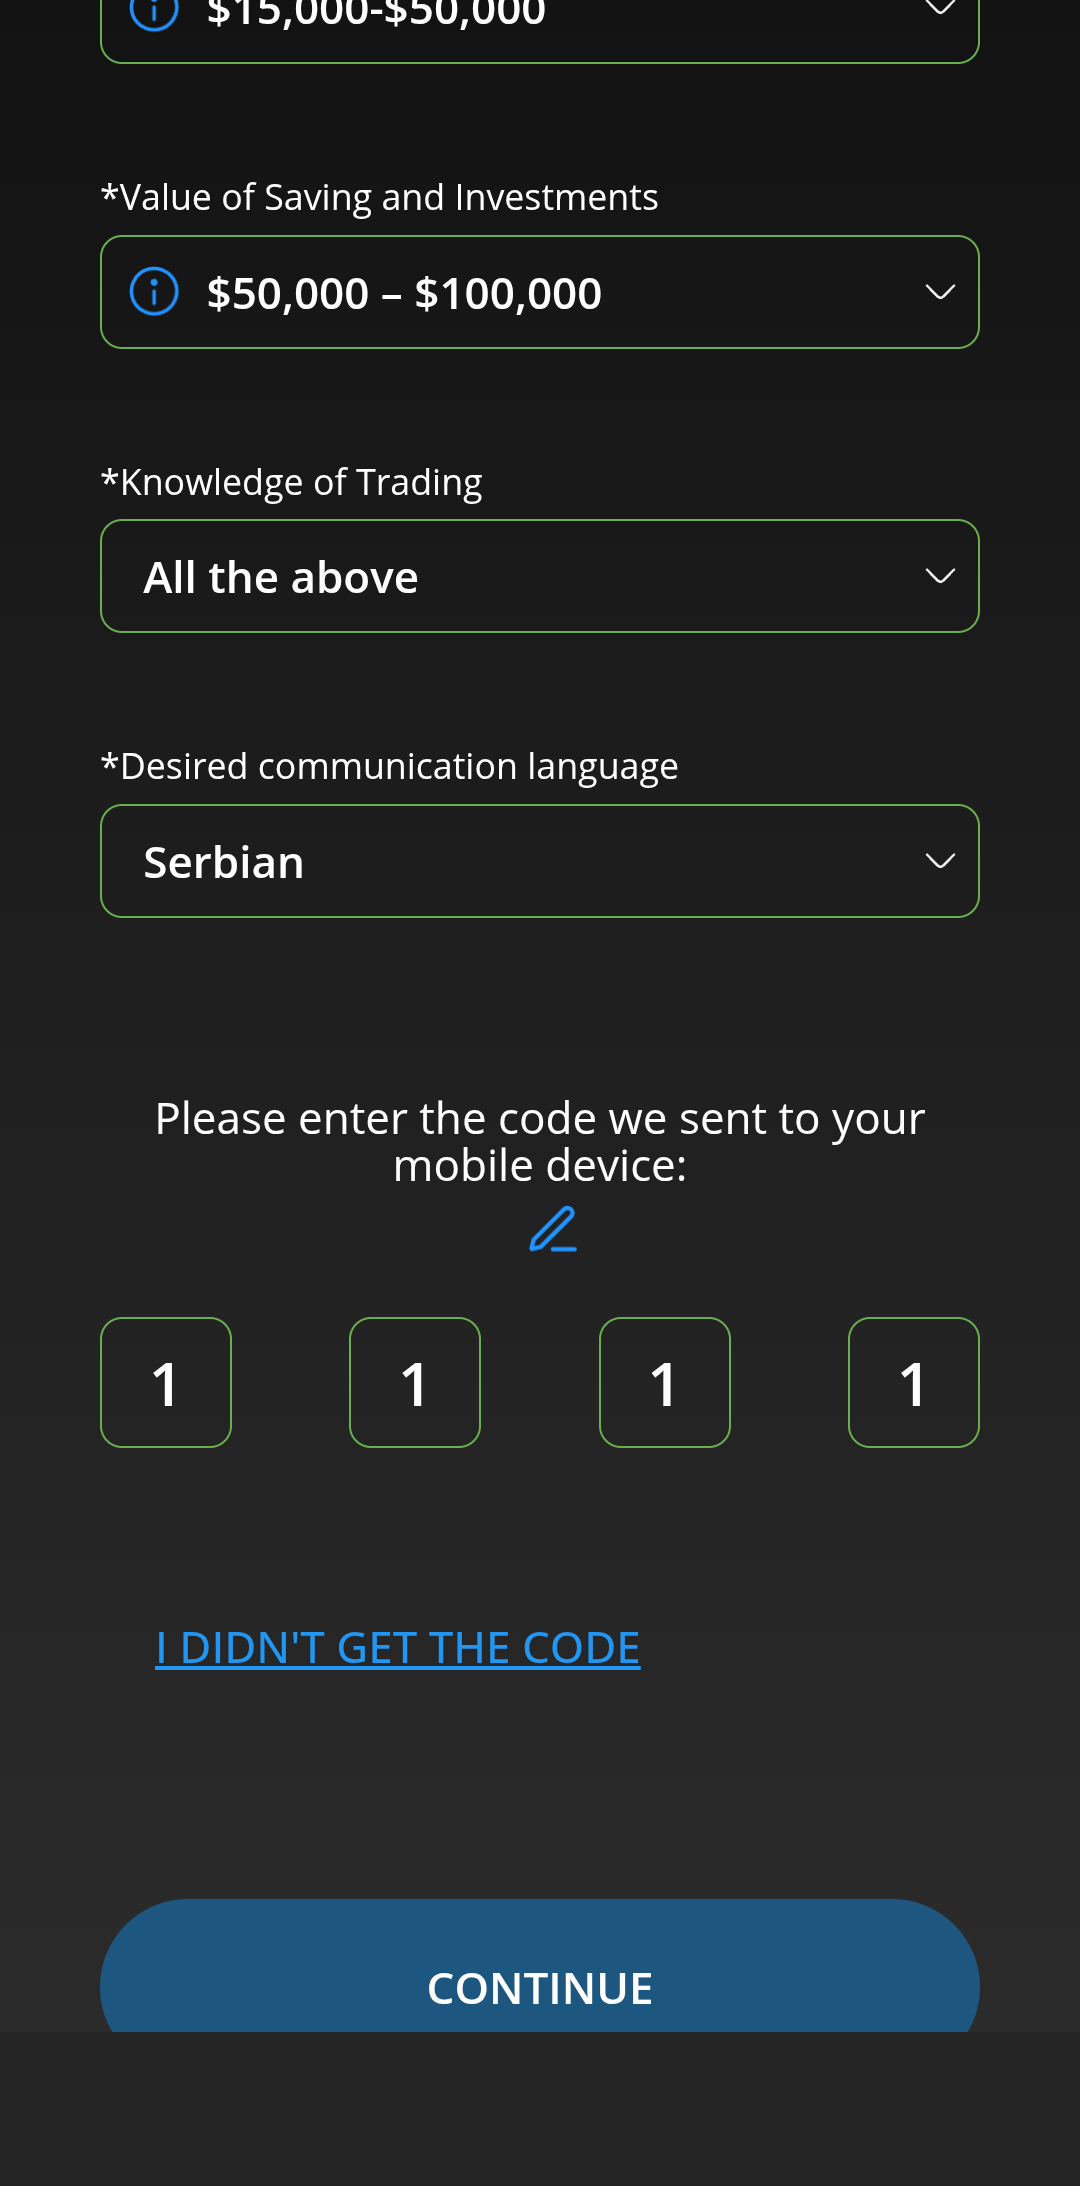 $15,000-$50,000
*Value of Saving and Investments
$50,000 – $100,000
*Knowledge of Trading
All the above
*Desired communication language
Serbian
Please enter the code we sent to your
mobile device:
1 1 1 1
I DIDN'T GET THE CODE
CONTINUE